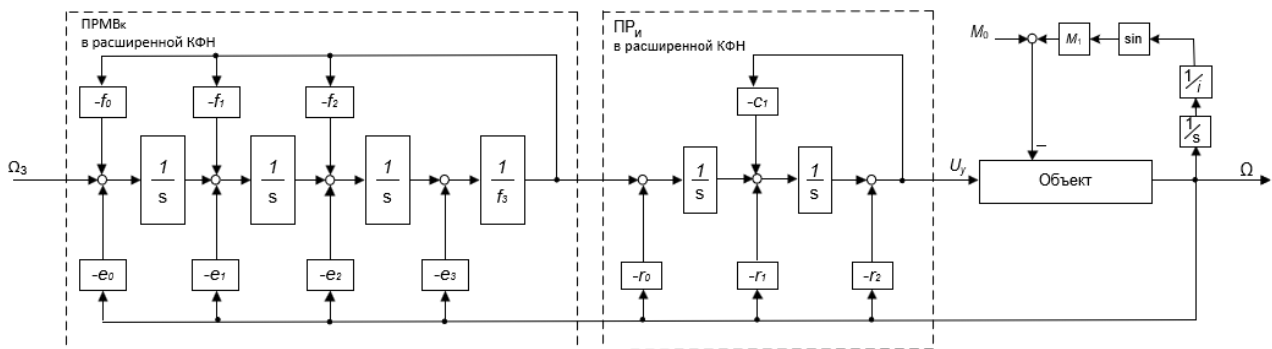 ПРМВк
в расширенной КФН
ПРи
в расширенной КФН
M₀
M₁
sin
1/i
1/s
-f₀
-f₁
-f₂
-c₁
Ω₃
1/s
1/s
1/s
1/f₃
1/s
1/s
Uy
–
Объект
Ω
-e₀
-e₁
-e₂
-e₃
-r₀
-r₁
-r₂